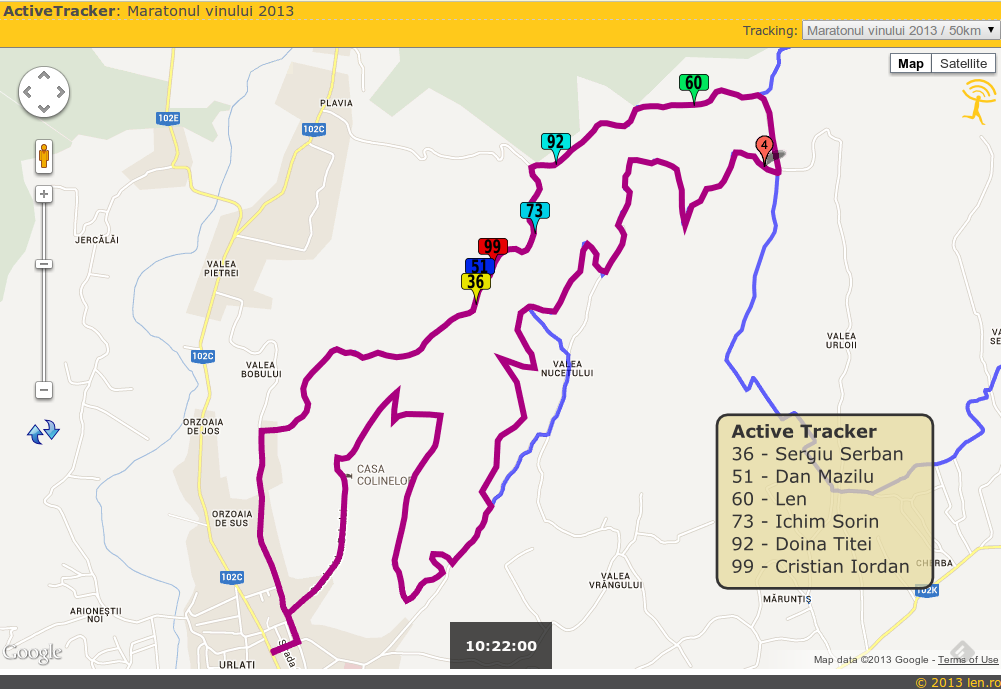 ActiveTracker: Maratonul vinului 2013
Tracking: Maratonul vinului 2013 / 50km
Map Satellite
PLAVIA
102E
102C
60
92
4
73
JERCĂLĂI
99
VALEA
PIETREI
51
36
102C
VALEA
BOBULUI
VALEA
NUCETULUI
VALEA
URLOII
VA
SE
ORZOAIA
DE JOS
Active Tracker
36 - Sergiu Serban
51 - Dan Mazilu
60 - Len
73 - Ichim Sorin
92 - Doina Titei
99 - Cristian Iordan
CASA
COLINELOR
ORZOAIA
DE SUS
102C
VALEA
VRÂNGULUI
CHERBA
102K
MĂRUNȚIȘ
ARIONEȘTII
NOI
10:22:00
Google
URLATI
Strada
Map data ©2013 Google - Terms of Use
© 2013 len.ro